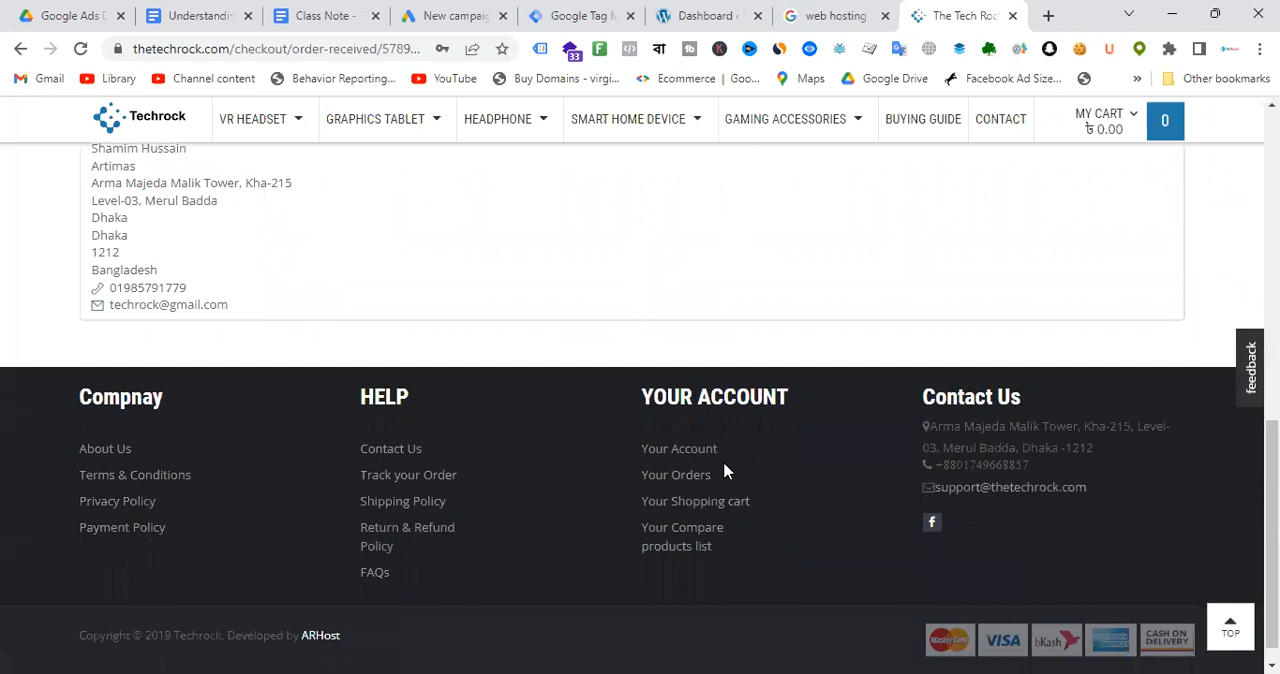 Google Ads D
Understandin
Class Note -
New campaig
Google Tag M
Dashboard ‹
web hosting
The Tech Roc
thetechrock.com/checkout/order-received/5789...
33
বা
Gmail
Library
Channel content
Behavior Reporting...
YouTube
Buy Domains - virgi...
Ecommerce | Goo...
Maps
Google Drive
Facebook Ad Size...
»
Other bookmarks
Techrock
VR HEADSET
GRAPHICS TABLET
HEADPHONE
SMART HOME DEVICE
GAMING ACCESSORIES
BUYING GUIDE
CONTACT
MY CART
৳ 0.00
0
Shamim Hussain
Artimas
Arma Majeda Malik Tower, Kha-215
Level-03, Merul Badda
Dhaka
Dhaka
1212
Bangladesh
01985791779
techrock@gmail.com
feedback
Compnay
About Us
Terms & Conditions
Privacy Policy
Payment Policy
HELP
Contact Us
Track your Order
Shipping Policy
Return & Refund
Policy
FAQs
YOUR ACCOUNT
Your Account
Your Orders
Your Shopping cart
Your Compare
products list
Contact Us
Arma Majeda Malik Tower, Kha-215, Level-
03, Merul Badda, Dhaka -1212
+8801749668857
support@thetechrock.com
f
Copyright © 2019 Techrock. Developed by ARHost
MasterCard
VISA
bKash
CASH ON
DELIVERY
TOP